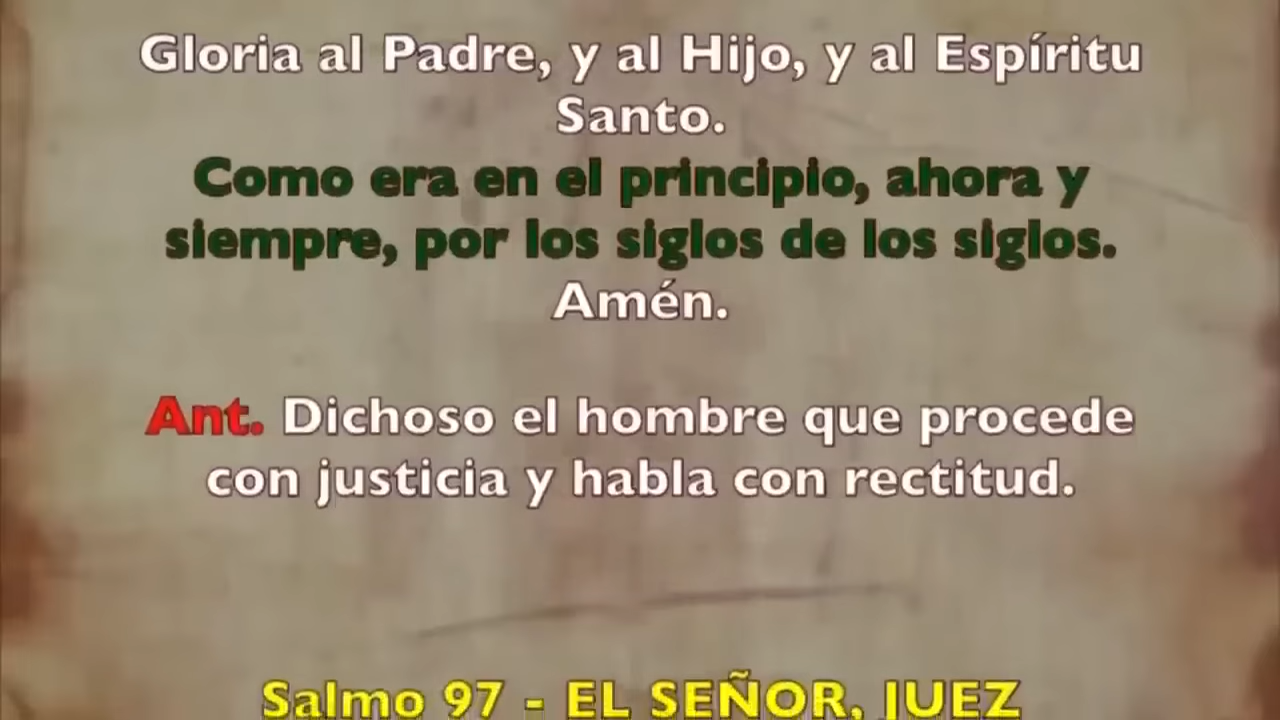 Gloria al Padre, y al Hijo, y al Espíritu
Santo.
Como era en el principio, ahora y
siempre, por los siglos de los siglos.
Amén.
Ant. Dichoso el hombre que procede
con justicia y habla con rectitud.
Salmo 97 - EL SEÑOR, JUEZ